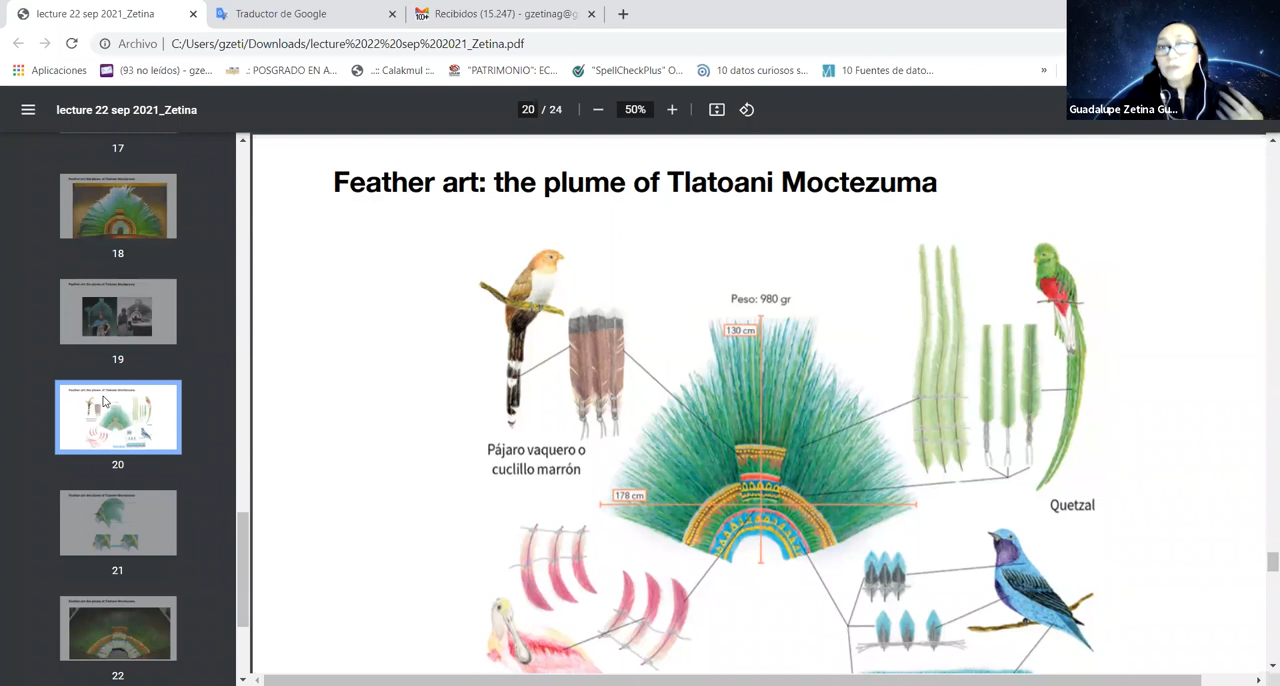 lecture 22 sep 2021_Zetina
Traductor de Google
Recibidos (15.247) - gzetinag@g
Archivo
C:/Users/gzeti/Downloads/lecture%2022%20sep%202021_Zetina.pdf
Aplicaciones
(93 no leídos) - gze...
.: POSGRADO EN A...
..:: Calakmul ::..
"PATRIMONIO": EC...
"SpellCheckPlus" O...
10 datos curiosos s...
10 Fuentes de dato...
»
Guadalupe Zetina Gu...
lecture 22 sep 2021_Zetina
20 / 24
50%
17
18
19
20
21
22
Feather art: the plume of Tlatoani Moctezuma
Peso: 980 gr
130 cm
Pájaro vaquero o
cuclillo marrón
178 cm
Quetzal